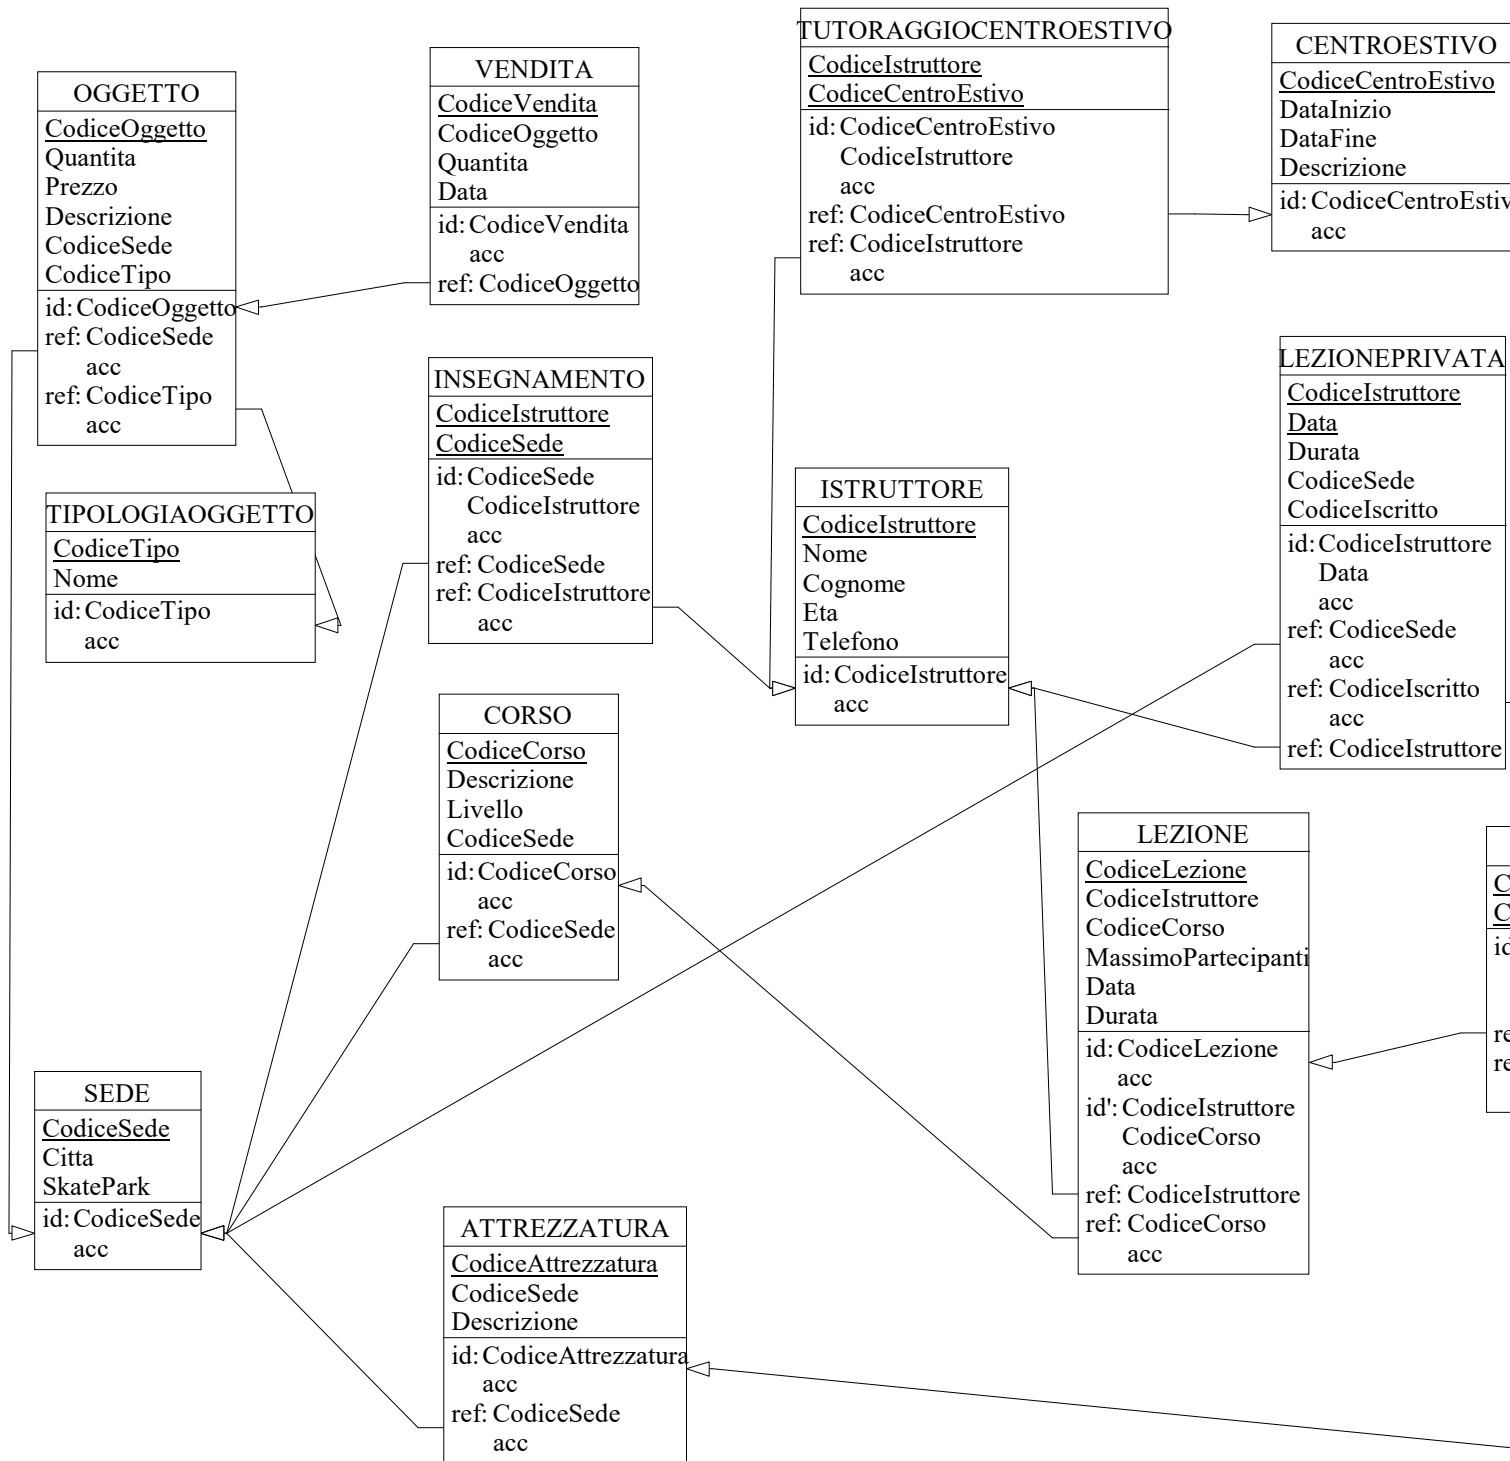 OGGETTO
CodiceOggetto
Quantita
Prezzo
Descrizione
CodiceSede
CodiceTipo
id: CodiceOggetto
ref: CodiceSede
acc
ref: CodiceTipo
acc
VENDITA
CodiceVendita
CodiceOggetto
Quantita
Data
id: CodiceVendita
acc
ref: CodiceOggetto
TUTORAGGIOCENTROESTIVO
CodiceIstruttore
CodiceCentroEstivo
id: CodiceCentroEstivo
CodiceIstruttore
acc
ref: CodiceCentroEstivo
ref: CodiceIstruttore
acc
CENTROESTIVO
CodiceCentroEstivo
DataInizio
DataFine
Descrizione
id: CodiceCentroEstiv
acc
TIPOLOGIAOGGETTO
CodiceTipo
Nome
id: CodiceTipo
acc
INSEGNAMENTO
CodiceIstruttore
CodiceSede
id: CodiceSede
CodiceIstruttore
acc
ref: CodiceSede
ref: CodiceIstruttore
acc
ISTRUTTORE
CodiceIstruttore
Nome
Cognome
Eta
Telefono
id: CodiceIstruttore
acc
LEZIONEPRIVATA
CodiceIstruttore
Data
Durata
CodiceSede
CodiceIscritto
id: CodiceIstruttore
Data
acc
ref: CodiceSede
acc
ref: CodiceIscritto
acc
ref: CodiceIstruttore
CORSO
CodiceCorso
Descrizione
Livello
CodiceSede
id: CodiceCorso
acc
ref: CodiceSede
acc
LEZIONE
CodiceLezione
CodiceIstruttore
CodiceCorso
MassimoPartecipanti
Data
Durata
id: CodiceLezione
acc
id': CodiceIstruttore
CodiceCorso
acc
ref: CodiceIstruttore
ref: CodiceCorso
acc
C
C
id
re
re
SEDE
CodiceSede
Citta
SkatePark
id: CodiceSede
acc
ATTREZZATURA
CodiceAttrezzatura
CodiceSede
Descrizione
id: CodiceAttrezzatura
acc
ref: CodiceSede
acc